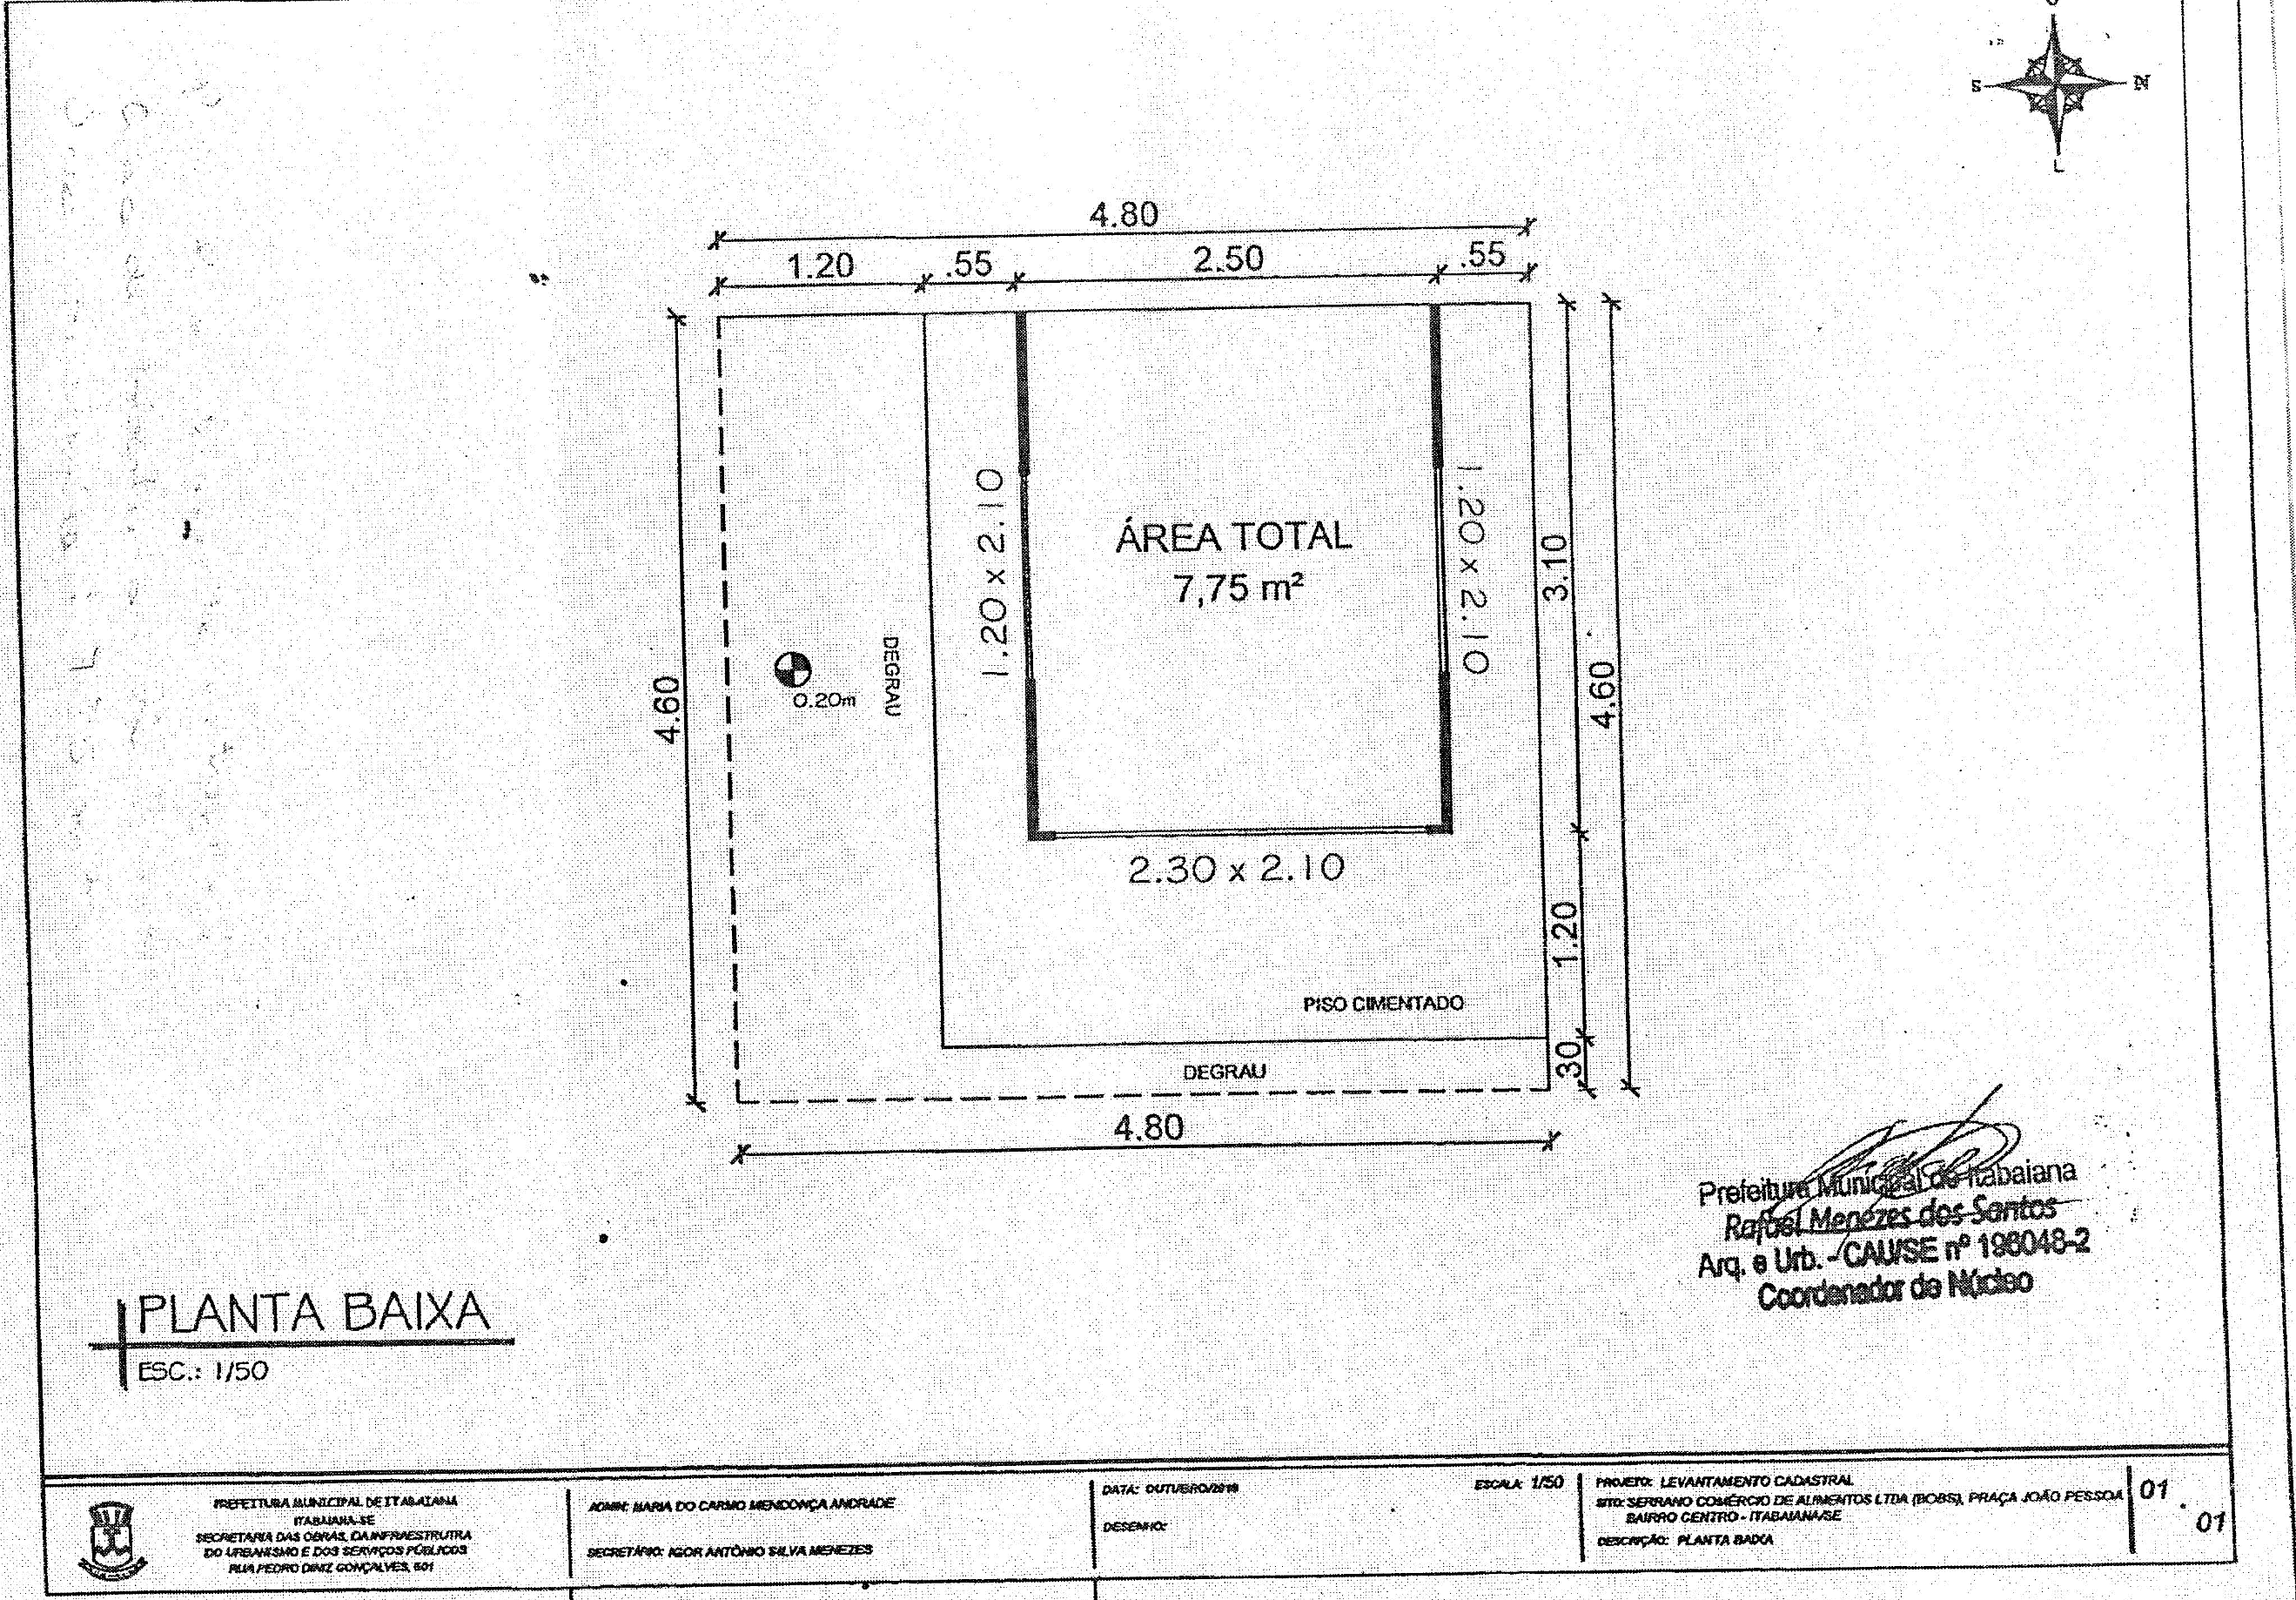 O
S
N
L
4.80
1.20
.55
2.50
.55
ÁREA TOTAL
7,75 m²
1.20 x 2.10
1.20 x 2.10
3.10
4.60
4.60
DEGRAU
0.20m
2.30 x 2.10
1.20
PISO CIMENTADO
DEGRAU
30
4.80
Prefeitura Municipal de Itabaiana
Rafael Menezes dos Santos
Arq. e Urb. - CAU/SE nº
Coordenador de Núcleo
PLANTA BAIXA
ESC.: 1/50
PREFEITURA MUNICIPAL DE ITABAIANA
ITABAIANA-SE
SECRETARIA DAS OBRAS, DA INFRAESTRUTRA
DO URBANISMO E DOS SERVIÇOS PÚBLICOS
RUA PEDRO DINIZ GONÇALVES, 501
ADMIN: MARIA DO CARMO MENDONÇA ANDRADE
SECRETÁRIO: IGOR ANTÔNIO SILVA MENEZES
DATA:
DESENHO:
ESCALA: 1/50
PROJETO: LEVANTAMENTO CADASTRAL
SITO: SERRANO COMÉRCIO DE ALIMENTOS LTDA (BOBS), PRAÇA JOÃO PESSOA
BAIRRO CENTRO - ITABAIANA/SE
DESCRIÇÃO: PLANTA BAIXA
01
01